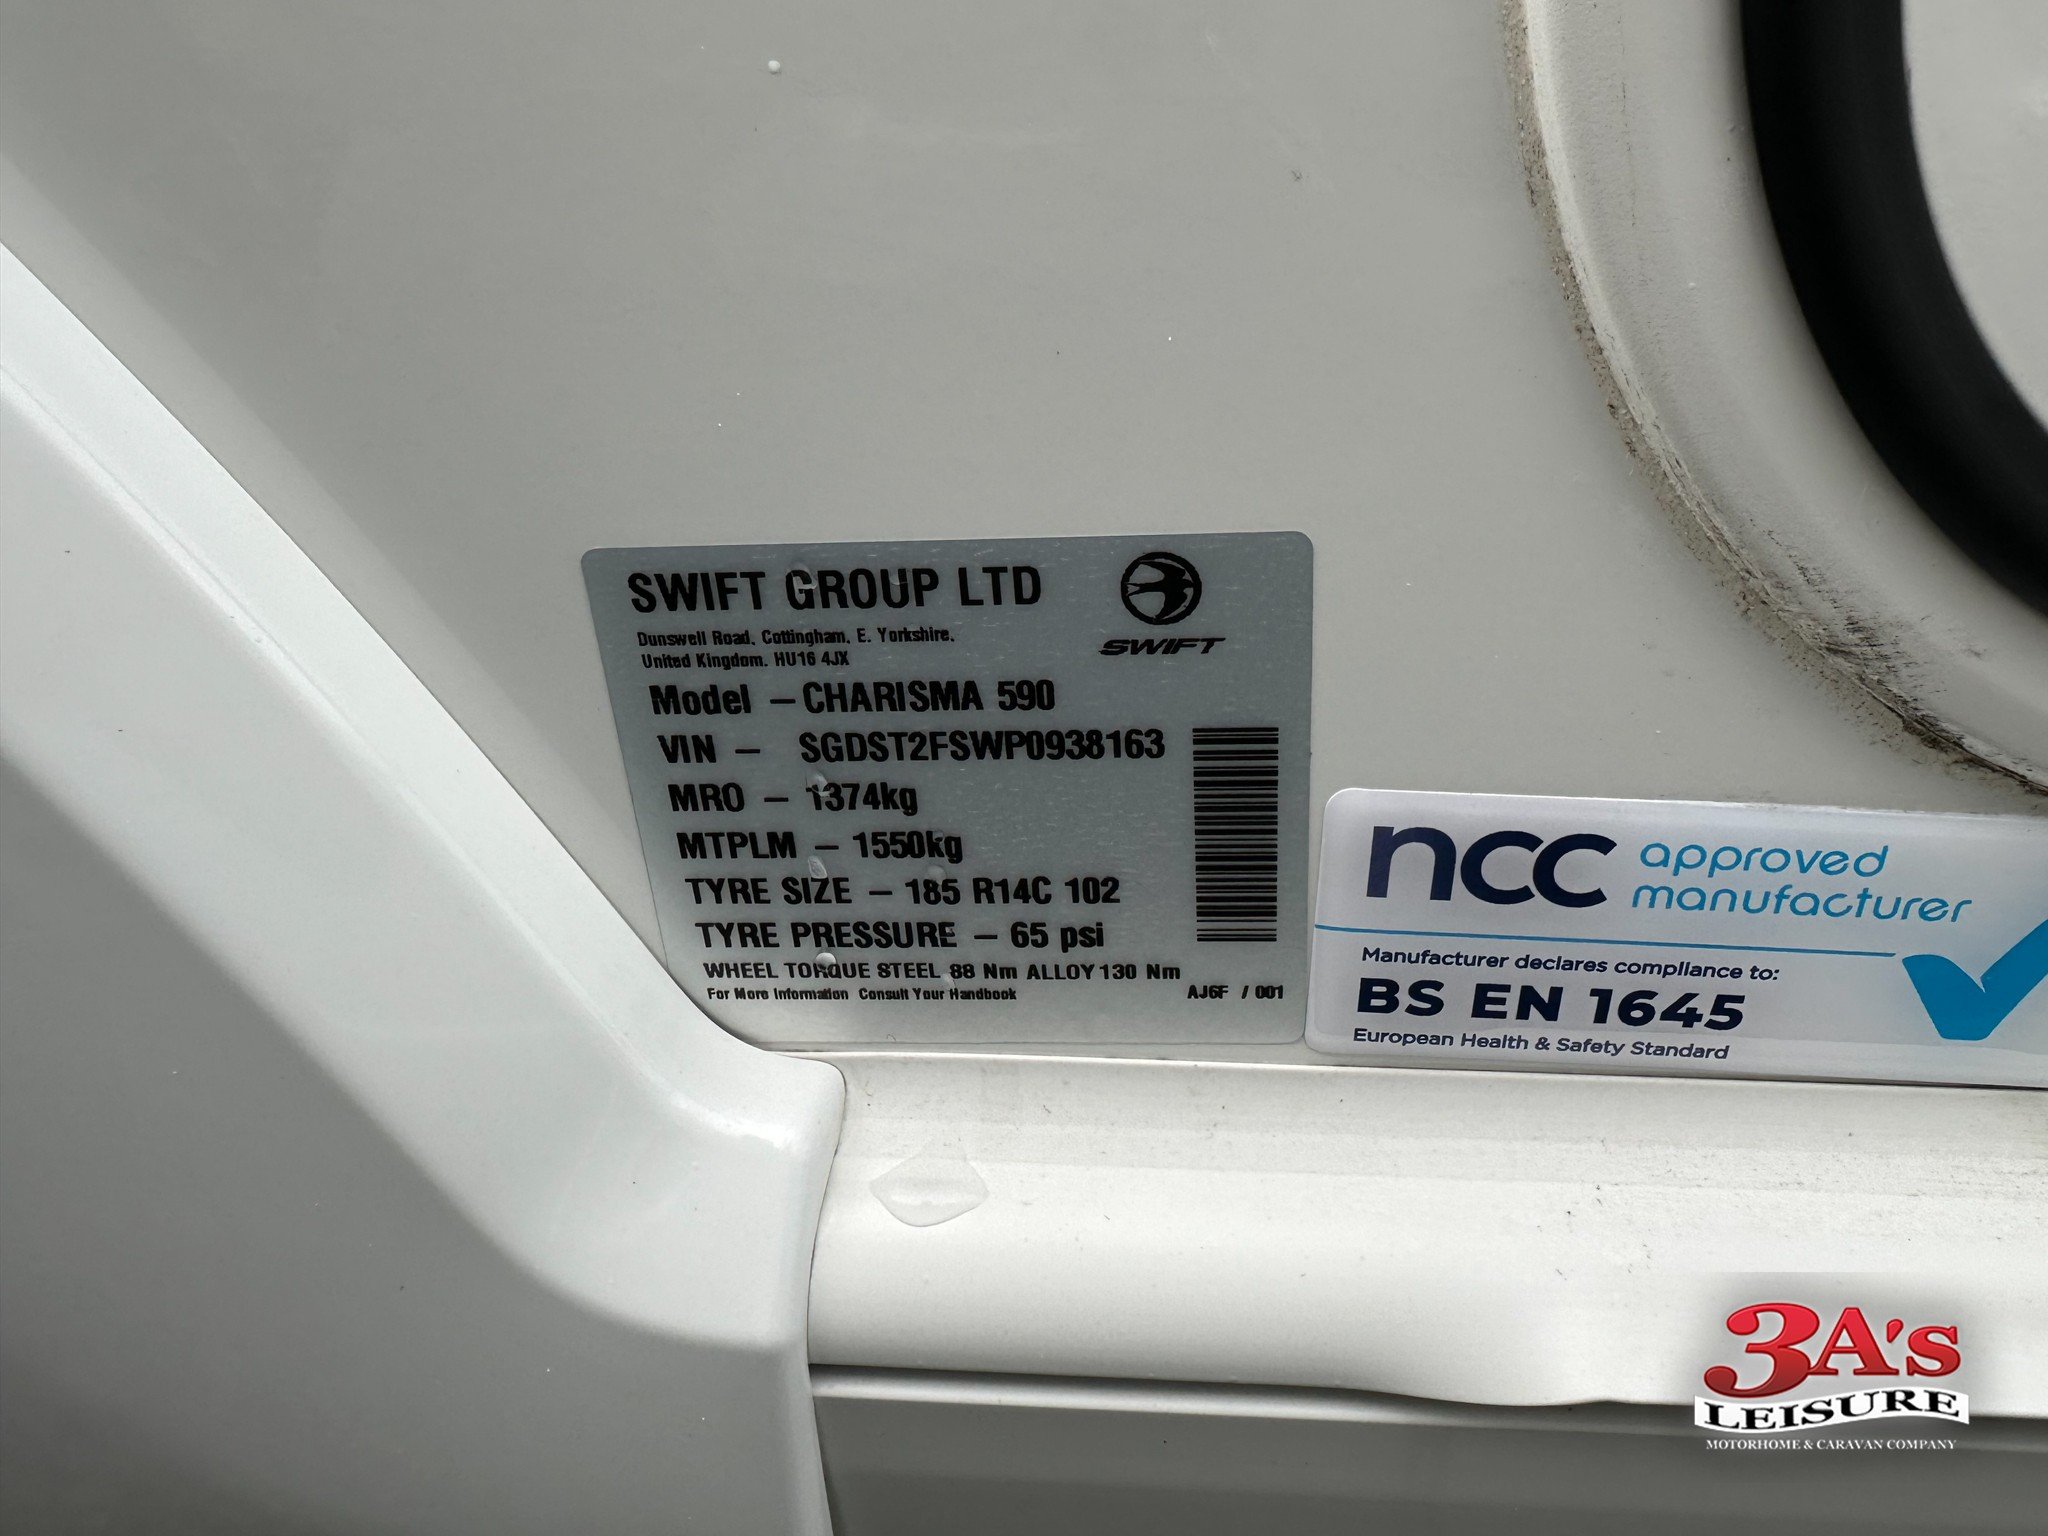 SWIFT GROUP LTD
Dunswell Road, Cottingham, E. Yorkshire,
United Kingdom. HU16 4JX
SWIFT
Model – CHARISMA 590
VIN – SGDST2FSWP0938163
MRO – 1374kg
MTPLM – 1550kg
TYRE SIZE – 185 R14C 102
TYRE PRESSURE – 65 psi
WHEEL TORQUE STEEL 88 Nm ALLOY 130 Nm
For More Information Consult Your Handbook AJ6F / 001
ncc approved
manufacturer
Manufacturer declares compliance to:
BS EN 1645
European Health & Safety Standard
3A's
LEISURE
MOTORHOME & CARAVAN COMPANY